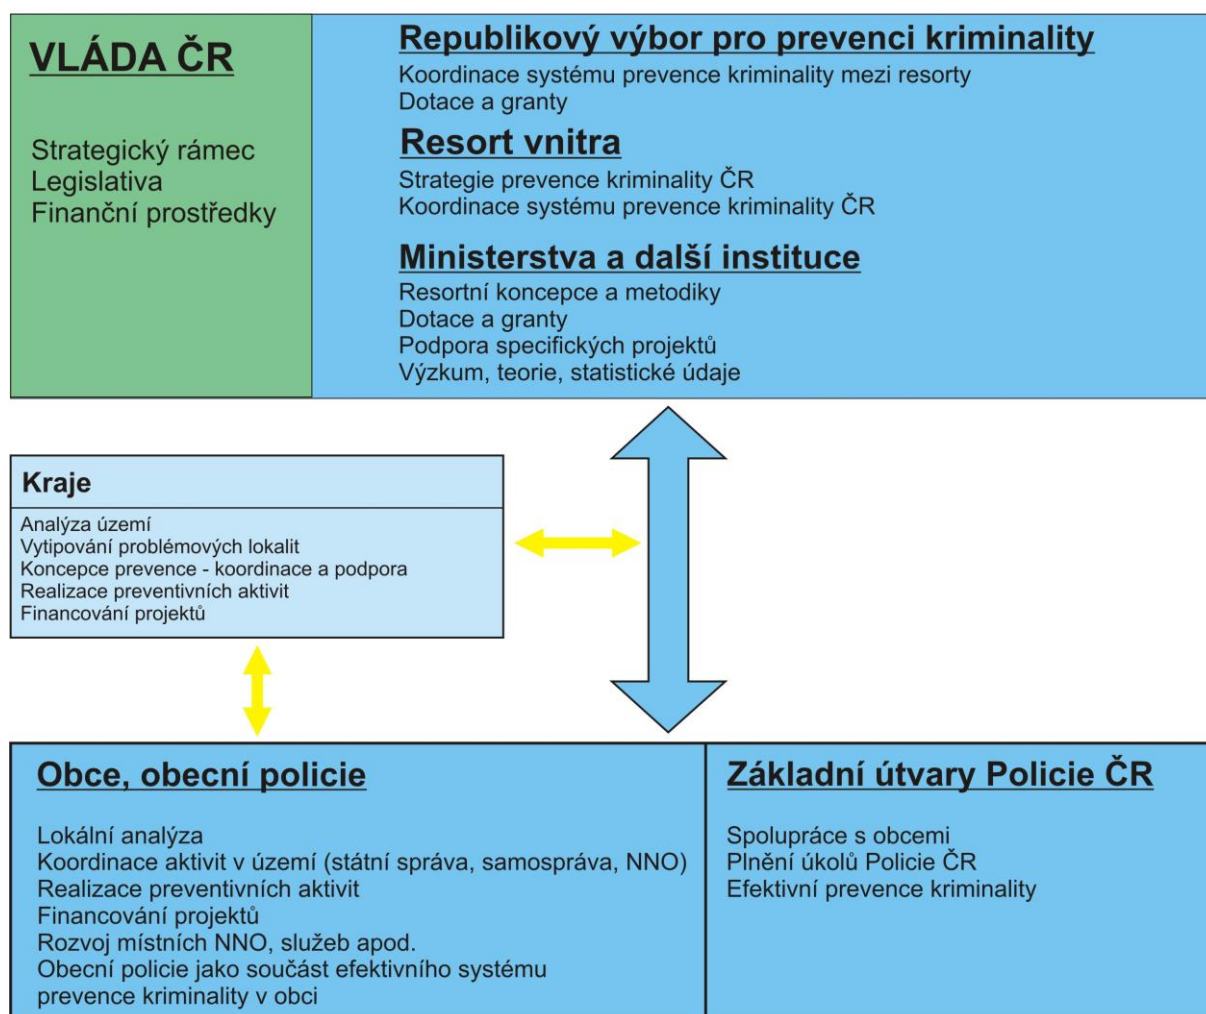 VLÁDA ČR
Strategický rámec
Legislativa
Finanční prostředky
Republikový výbor pro prevenci kriminality
Koordinace systému prevence kriminality mezi resorty
Dotace a granty
Resort vnitra
Strategie prevence kriminality ČR
Koordinace systému prevence kriminality ČR
Ministerstva a další instituce
Resortní koncepce a metodiky
Dotace a granty
Podpora specifických projektů
Výzkum, teorie, statistické údaje
Kraje
Analýza území
Vytipování problémových lokalit
Koncepce prevence - koordinace a podpora
Realizace preventivních aktivit
Financování projektů
Obce, obecní policie
Lokální analýza
Koordinace aktivit v území (státní správa, samospráva, NNO)
Realizace preventivních aktivit
Financování projektů
Rozvoj místních NNO, služeb apod.
Obecní policie jako součást efektivního systému
prevence kriminality v obci
Základní útvary Policie ČR
Spolupráce s obcemi
Plnění úkolů Policie ČR
Efektivní prevence kriminality